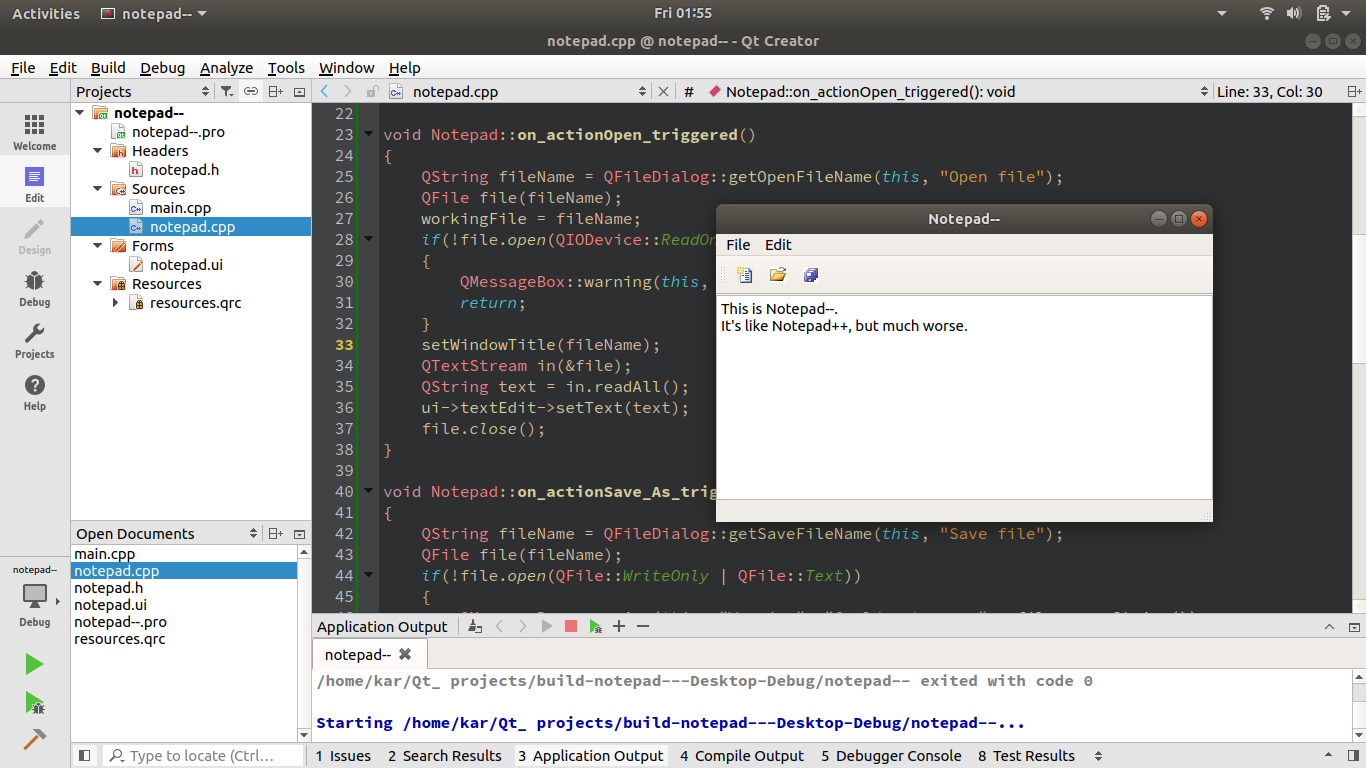 Activities notepad-- Fri 01:55
notepad.cpp @ notepad-- - Qt Creator
File Edit Build Debug Analyze Tools Window Help
Projects notepad.cpp # Notepad::on_actionOpen_triggered(): void Line: 33, Col: 30
Welcome
Edit
Design
Debug
Projects
Help
notepad--
notepad--.pro
Headers
notepad.h
Sources
main.cpp
notepad.cpp
Forms
notepad.ui
Resources
resources.qrc
Open Documents
main.cpp
notepad.cpp
notepad.h
notepad.ui
notepad--.pro
resources.qrc
notepad--
Debug
22
23 void Notepad::on_actionOpen_triggered()
24 {
25 QString fileName = QFileDialog::getOpenFileName(this, "Open file");
26 QFile file(fileName);
27 workingFile = fileName;
28 if(!file.open(QIODevice::ReadOn
29 {
30 QMessageBox::warning(this,
31 return;
32 }
33 setWindowTitle(fileName);
34 QTextStream in(&file);
35 QString text = in.readAll();
36 ui->textEdit->setText(text);
37 file.close();
38 }
39
40 void Notepad::on_actionSave_As_trig
41 {
42 QString fileName = QFileDialog::getSaveFileName(this, "Save file");
43 QFile file(fileName);
44 if(!file.open(QFile::WriteOnly | QFile::Text))
45 {
Notepad--
File Edit
This is Notepad--.
It's like Notepad++, but much worse.
Application Output
notepad--
/home/kar/Qt_ projects/build-notepad---Desktop-Debug/notepad-- exited with code 0
Starting /home/kar/Qt_ projects/build-notepad---Desktop-Debug/notepad--...
Type to locate (Ctrl... 1 Issues 2 Search Results 3 Application Output 4 Compile Output 5 Debugger Console 8 Test Results